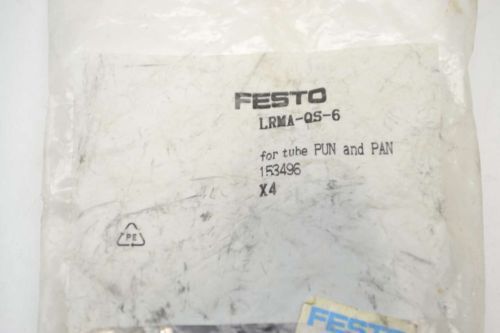 FESTO
LRMA-QS-6
for tube PUN and PAN
153496
X4
PE
FESTO